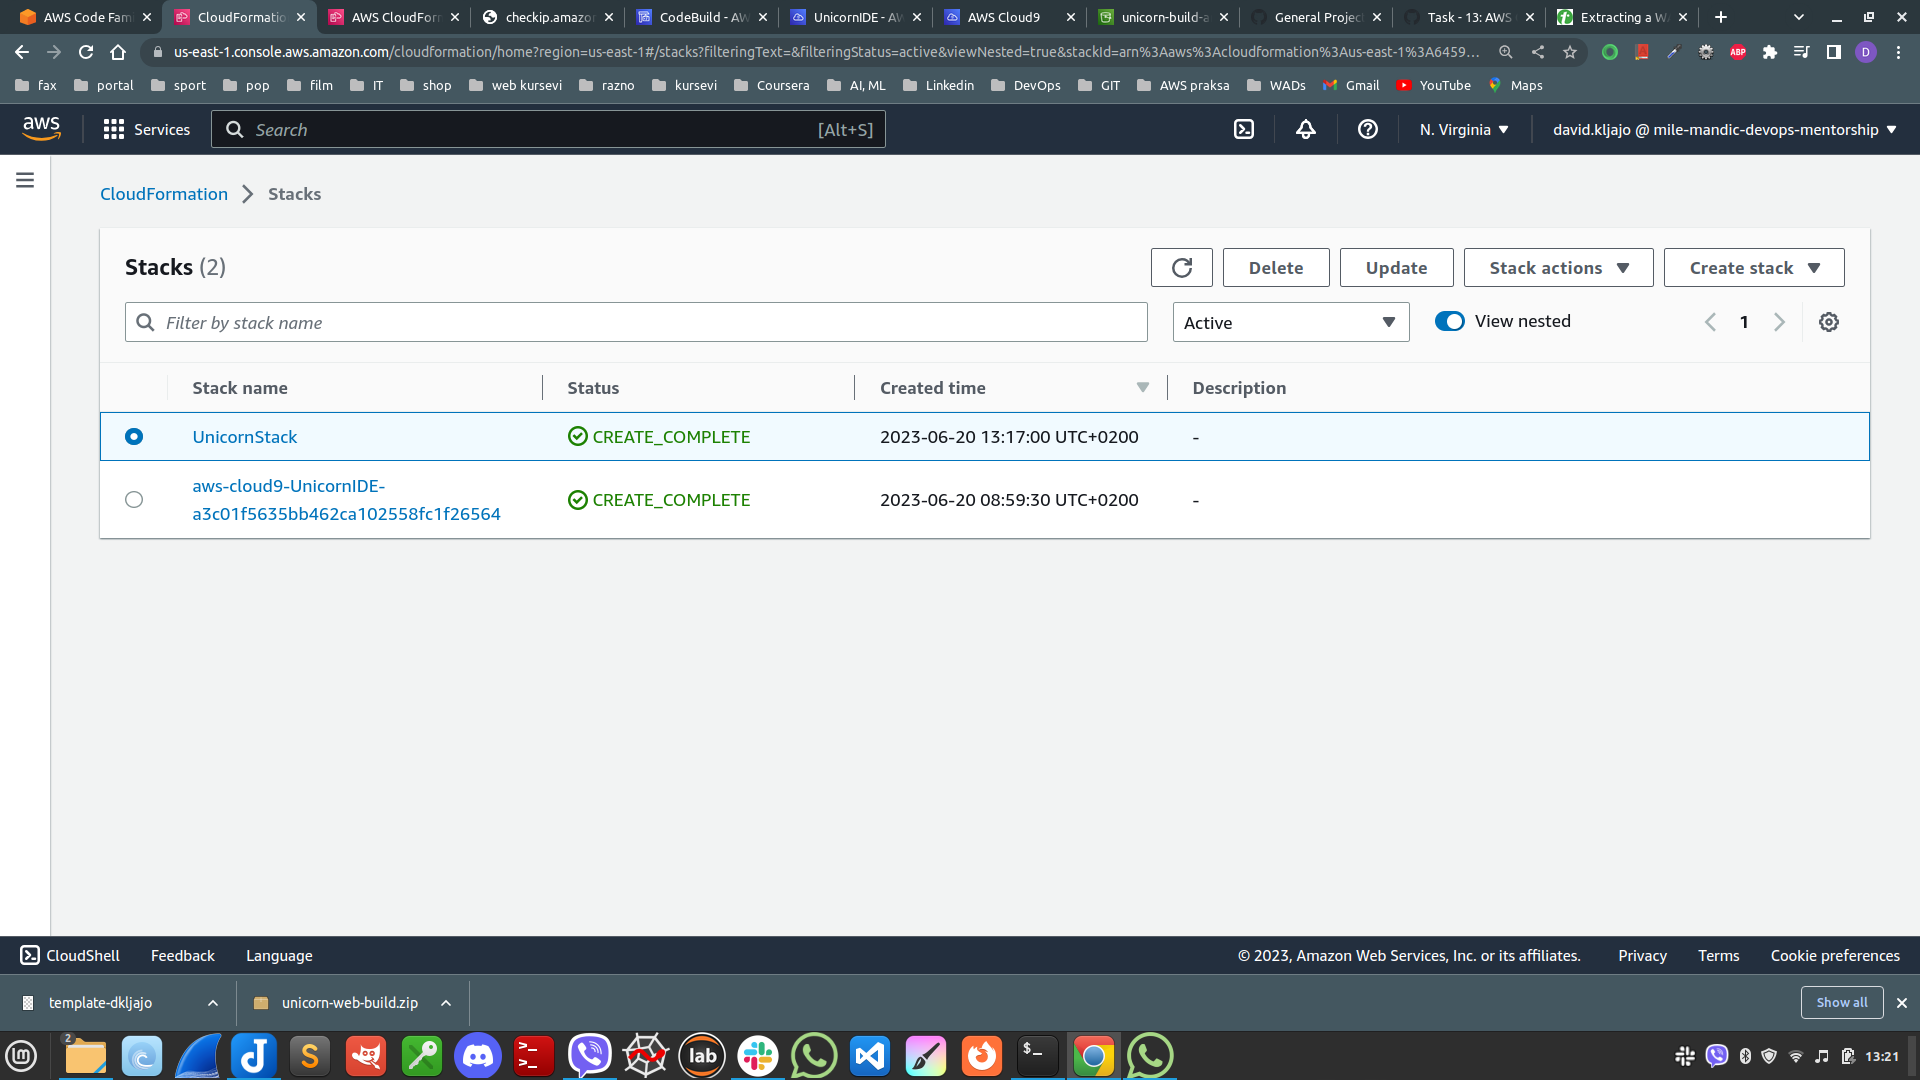 AWS Code Fam
CloudFormatio
AWS CloudForm
checkip.amazon
CodeBuild - AW
UnicornIDE - AW
AWS Cloud9
unicorn-build-a
General Projec
Task - 13: AWS
Extracting a W
us-east-1.console.aws.amazon.com/cloudformation/home?region=us-east-1#/stacks?filteringText=&filteringStatus=active&viewNested=true&stackId=arn%3Aaws%3Acloudformation%3Aus-east-1%3A6459...
ABP
D
fax portal sport pop film IT shop web kursevi razno kursevi Coursera AI, ML Linkedin DevOps GIT AWS praksa WADs Gmail YouTube Maps
aws
Services
Search [Alt+S]
N. Virginia
david.kljajo @ mile-mandic-devops-mentorship
CloudFormation Stacks
Stacks (2)
Delete
Update
Stack actions
Create stack
Filter by stack name
Active
View nested
1
Stack name Status Created time Description
UnicornStack CREATE_COMPLETE 2023-06-20 13:17:00 UTC+0200 -
aws-cloud9-UnicornIDE-
a3c01f5635bb462ca102558fc1f26564 CREATE_COMPLETE 2023-06-20 08:59:30 UTC+0200 -
CloudShell Feedback Language
© 2023, Amazon Web Services, Inc. or its affiliates. Privacy Terms Cookie preferences
template-dkljajo
unicorn-web-build.zip
Show all
2
lab
13:21